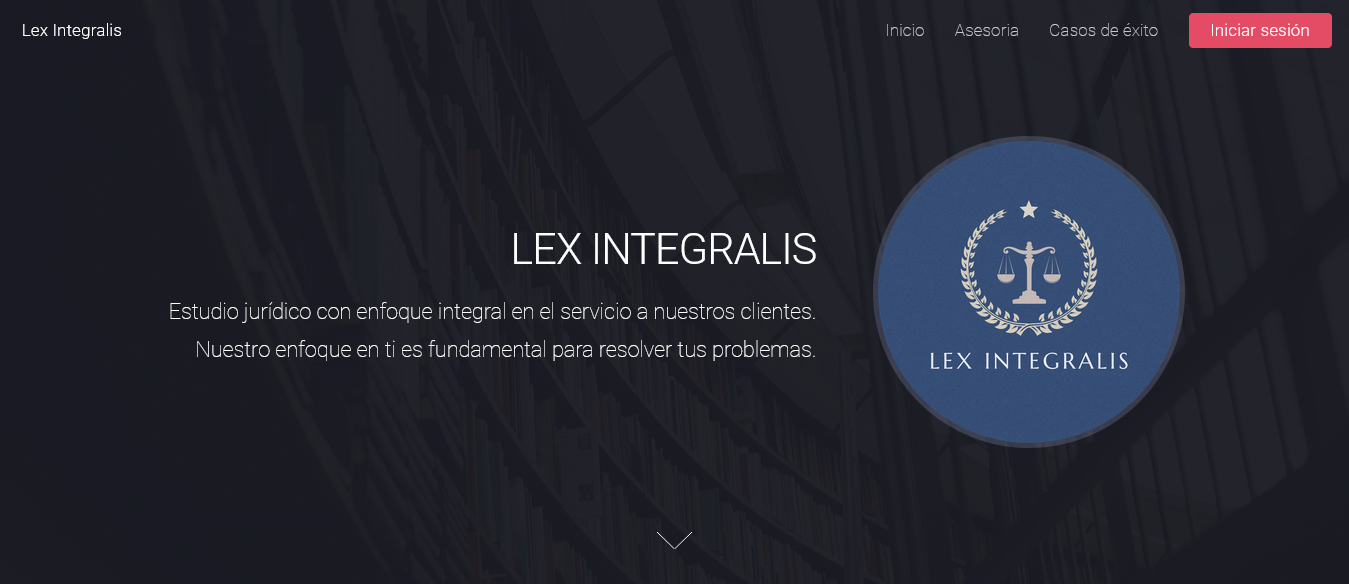 Lex Integralis
Inicio
Asesoria
Casos de éxito
Iniciar sesión
LEX INTEGRALIS
Estudio jurídico con enfoque integral en el servicio a nuestros clientes.
Nuestro enfoque en ti es fundamental para resolver tus problemas.
LEX INTEGRALIS